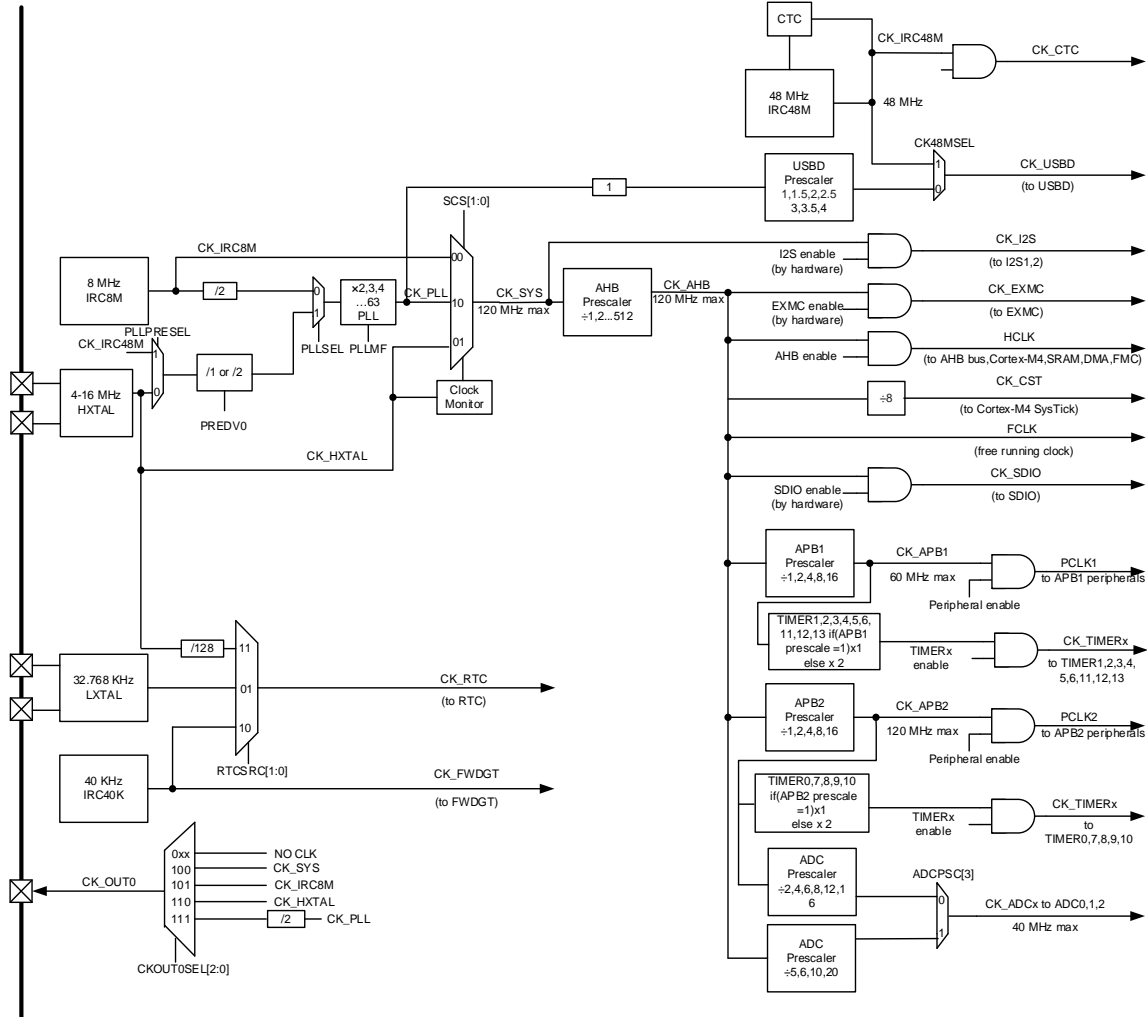 CTC
CK_IRC48M
CK_CTC
48 MHz
IRC48M
48 MHz
CK48MSEL
USBD
Prescaler
1,1.5,2,2.5
3,3.5,4
1
0
CK_USBD
(to USBD)
1
SCS[1:0]
CK_IRC8M
8 MHz
IRC8M
/2
0
1
×2,3,4
…63
PLL
CK_PLL
00
10
01
CK_SYS
120 MHz max
AHB
Prescaler
÷1,2...512
CK_AHB
120 MHz max
I2S enable
(by hardware)
CK_I2S
(to I2S1,2)
EXMC enable
(by hardware)
CK_EXMC
(to EXMC)
AHB enable
HCLK
(to AHB bus,Cortex-M4,SRAM,DMA,FMC)
÷8
CK_CST
(to Cortex-M4 SysTick)
FCLK
(free running clock)
SDIO enable
(by hardware)
CK_SDIO
(to SDIO)
PLLPRESEL
CK_IRC48M
1
0
PLLSEL
PLLMF
4-16 MHz
HXTAL
/1 or /2
PREDV0
Clock
Monitor
CK_HXTAL
APB1
Prescaler
÷1,2,4,8,16
CK_APB1
60 MHz max
Peripheral enable
PCLK1
to APB1 peripherals
TIMER1,2,3,4,5,6,
11,12,13 if(APB1
prescale =1)x1
else x 2
TIMERx
enable
CK_TIMERx
to TIMER1,2,3,4,
5,6,11,12,13
/128
11
01
10
32.768 KHz
LXTAL
CK_RTC
(to RTC)
RTCSRC[1:0]
40 KHz
IRC40K
CK_FWDGT
(to FWDGT)
APB2
Prescaler
÷1,2,4,8,16
CK_APB2
120 MHz max
Peripheral enable
PCLK2
to APB2 peripherals
TIMER0,7,8,9,10
if(APB2 prescale
=1)x1
else x 2
TIMERx
enable
CK_TIMERx
to
TIMER0,7,8,9,10
ADC
Prescaler
÷2,4,6,8,12,1
6
ADCPSC[3]
0
1
CK_ADCx to ADC0,1,2
40 MHz max
ADC
Prescaler
÷5,6,10,20
CK_OUT0
0xx
NO CLK
100
CK_SYS
101
CK_IRC8M
110
CK_HXTAL
111
/2
CK_PLL
CKOUT0SEL[2:0]